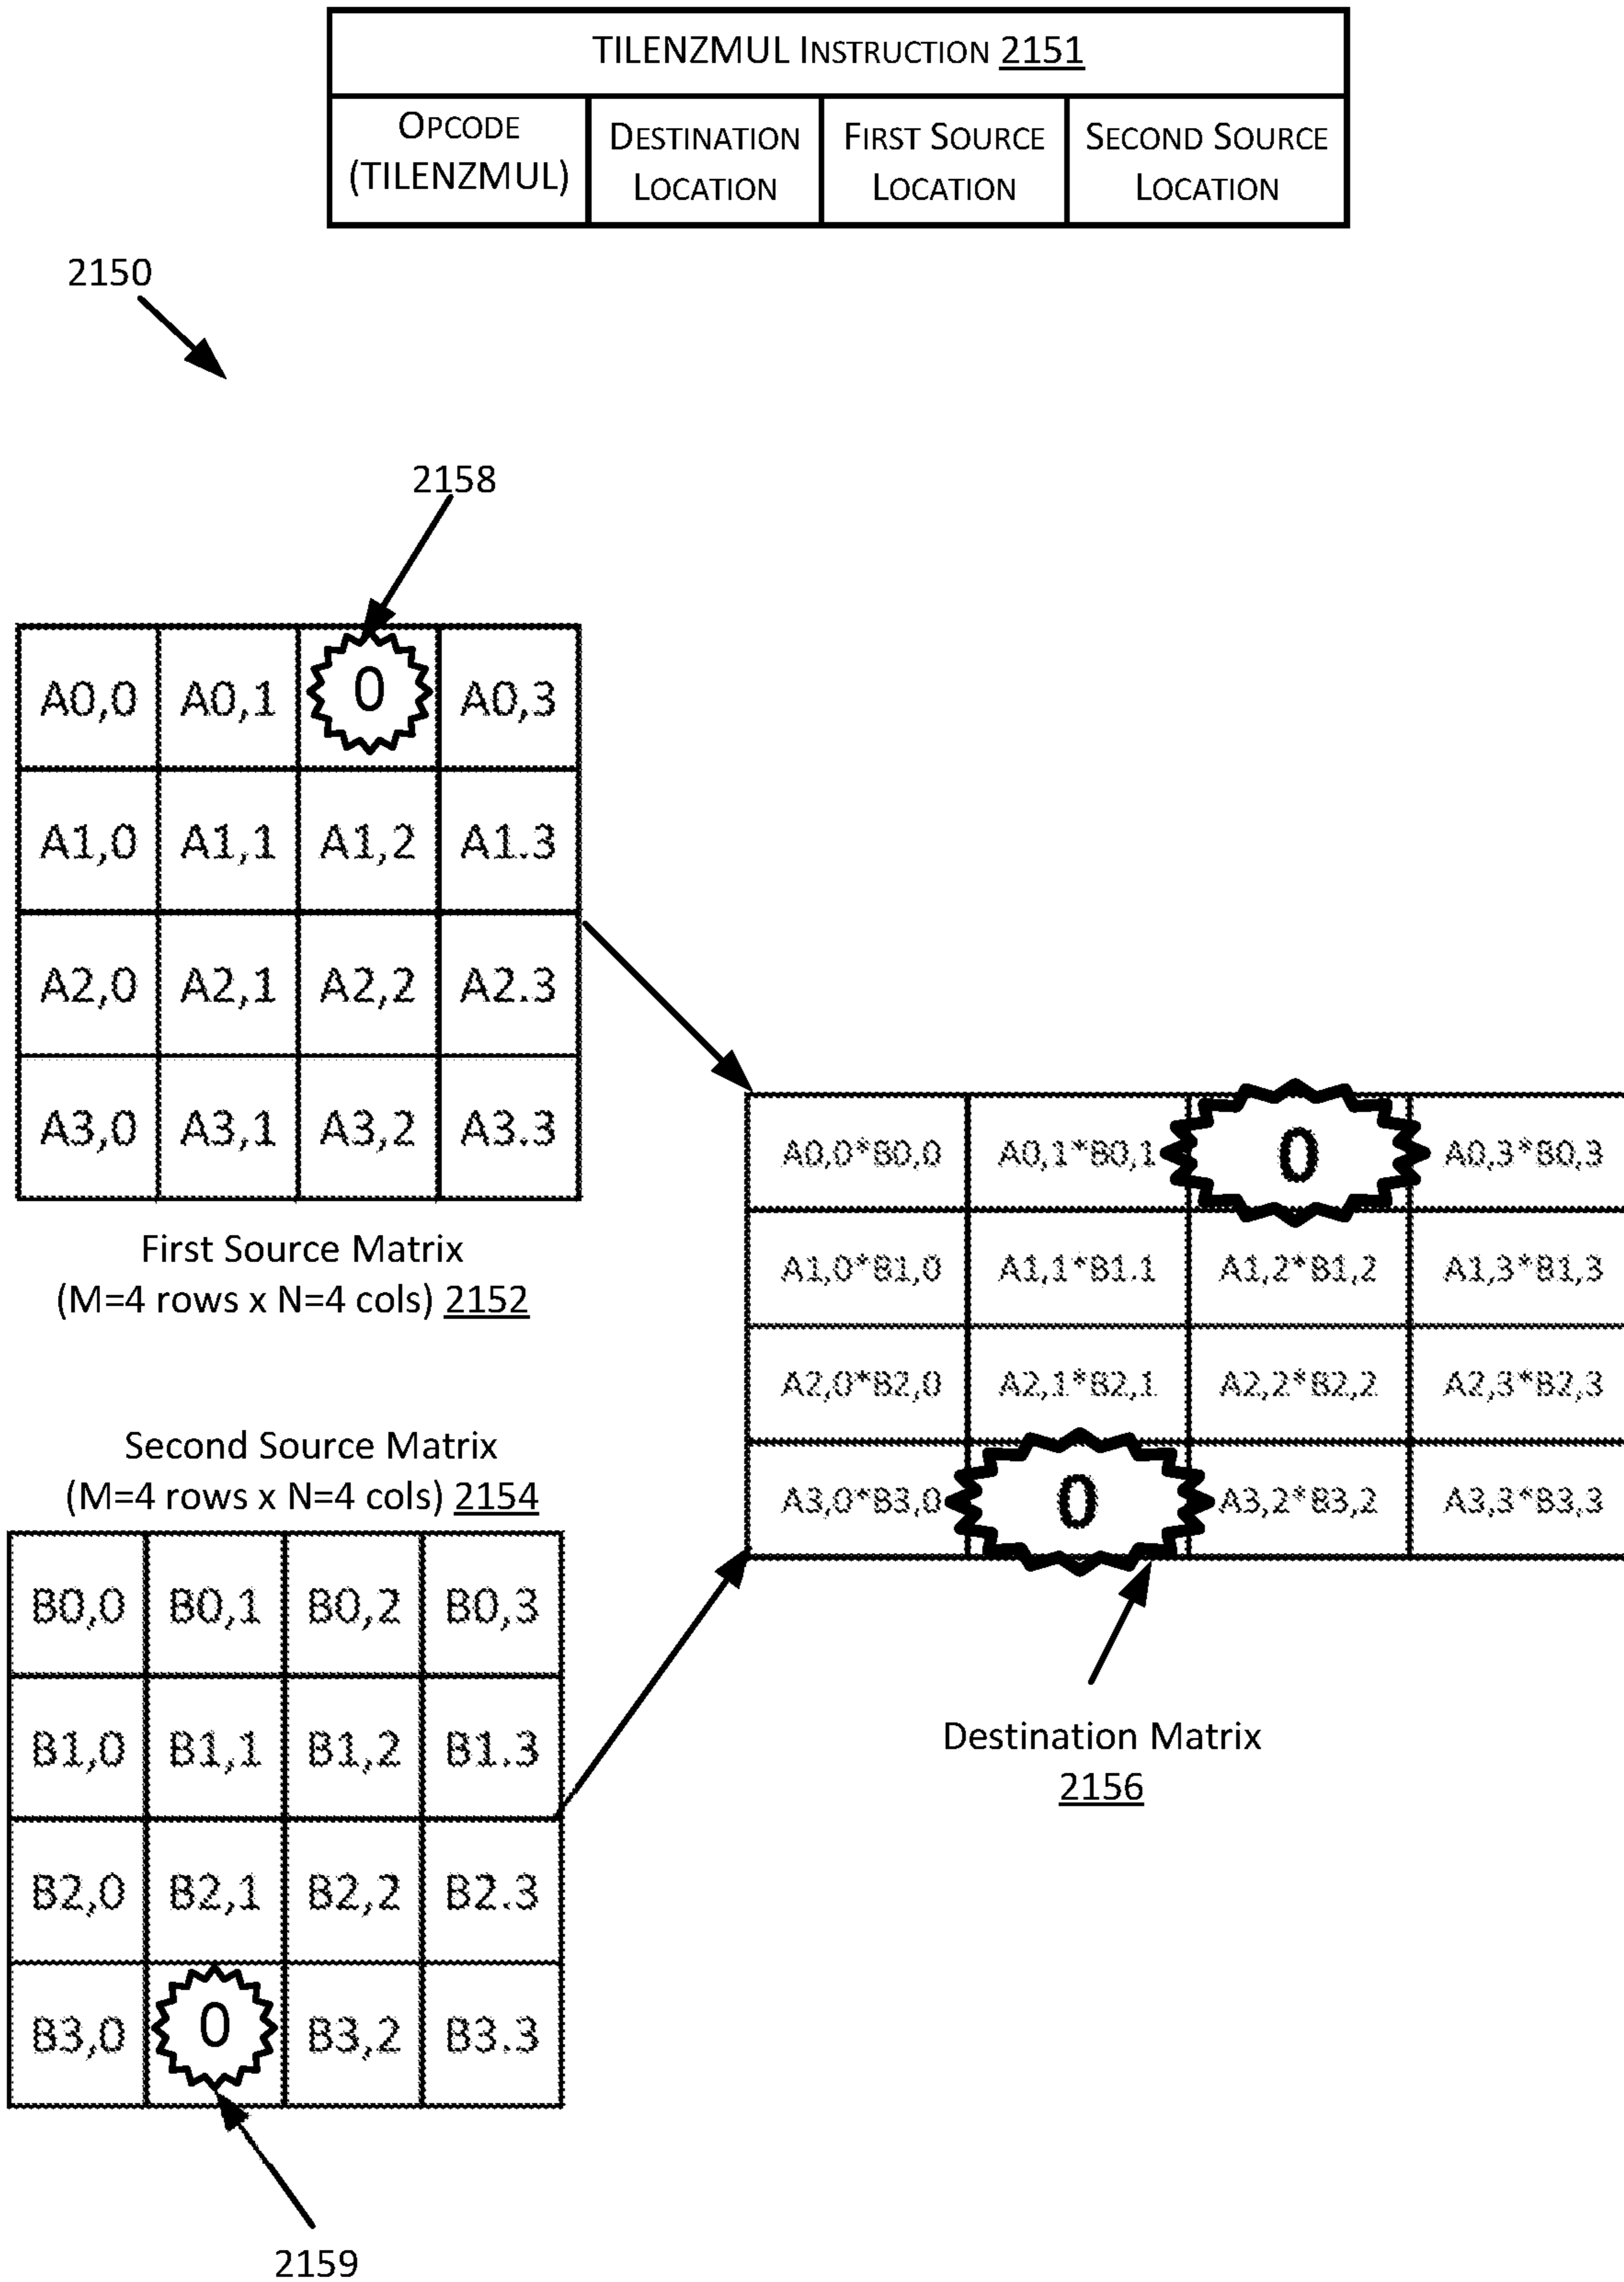 TILENZMUL INSTRUCTION 2151
OPCODE (TILENZMUL)
DESTINATION LOCATION
FIRST SOURCE LOCATION
SECOND SOURCE LOCATION
2150
2158
A0,0 A0,1 0 A0,3
A1,0 A1,1 A1,2 A1.3
A2,0 A2,1 A2,2 A2.3
A3,0 A3,1 A3,2 A3.3
First Source Matrix
(M=4 rows x N=4 cols) 2152
Second Source Matrix
(M=4 rows x N=4 cols) 2154
B0,0 B0,1 B0,2 B0,3
B1,0 B1,1 B1,2 B1.3
B2,0 B2,1 B2,2 B2.3
B3,0 0 B3,2 B3.3
2159
A0,0*B0,0 A0,1*B0,1 0 A0,3*B0,3
A1,0*B1,0 A1,1*B1.1 A1,2*B1,2 A1,3*B1,3
A2,0*B2,0 A2,1*B2,1 A2,2*B2,2 A2,3*B2,3
A3,0*B3,0 0 A3,2*B3,2 A3,3*B3,3
Destination Matrix
2156